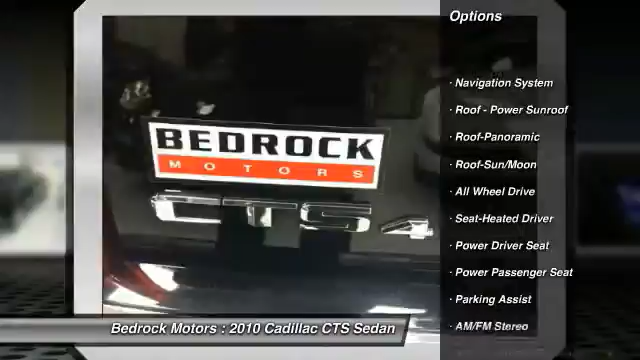 Options
· Navigation System
· Roof - Power Sunroof
· Roof-Panoramic
· Roof-Sun/Moon
· All Wheel Drive
· Seat-Heated Driver
· Power Driver Seat
· Power Passenger Seat
· Parking Assist
· AM/FM Stereo
BEDROCK
MOTORS
CTS4
Bedrock Motors : 2010 Cadillac CTS Sedan